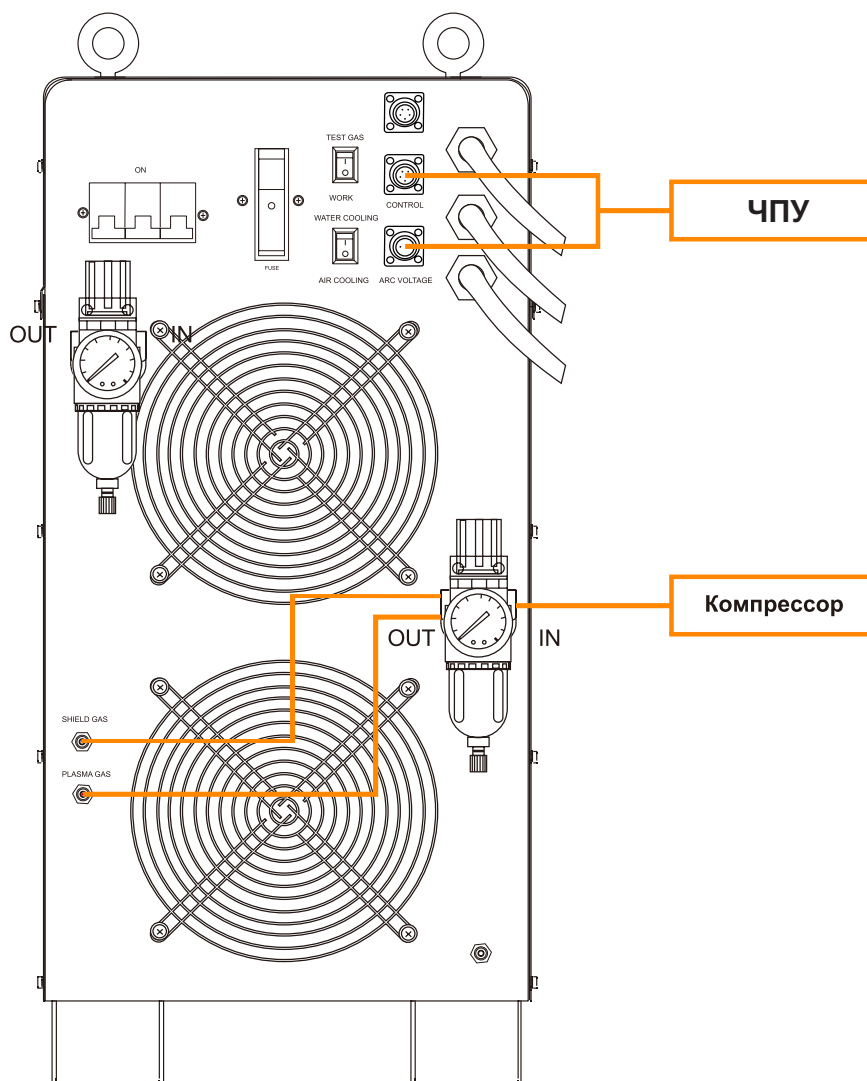 TEST GAS
ON
WORK
CONTROL
ЧПУ
WATER COOLING
FUSE
AIR COOLING
ARC VOLTAGE
OUT
IN
Компрессор
OUT
IN
SHIELD GAS
PLASMA GAS